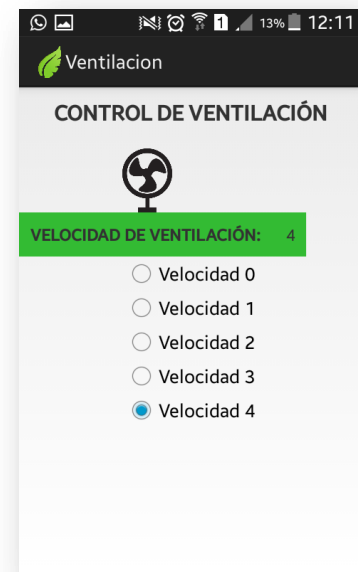 1 13% 12:11
Ventilacion
CONTROL DE VENTILACIÓN
VELOCIDAD DE VENTILACIÓN: 4
Velocidad 0
Velocidad 1
Velocidad 2
Velocidad 3
Velocidad 4